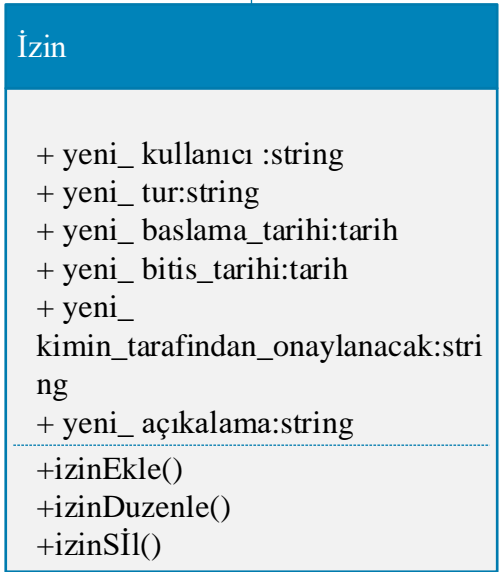 İzin
+ yeni_ kullanıcı :string
+ yeni_ tur:string
+ yeni_ baslama_tarihi:tarih
+ yeni_ bitis_tarihi:tarih
+ yeni_
kimin_tarafindan_onaylanacak:stri
ng
+ yeni_ açıkalama:string
+izinEkle()
+izinDuzenle()
+izinSİl()